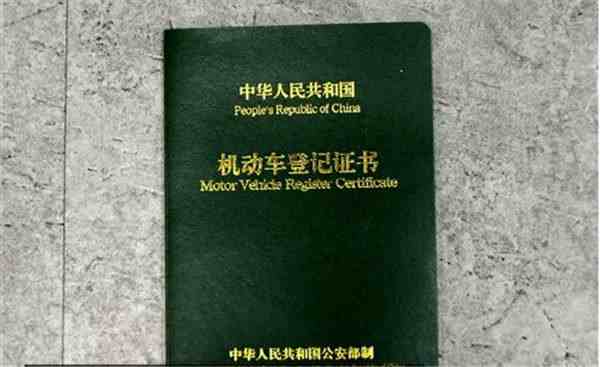 中华人民共和国
People's Republic of China
机动车登记证书
Motor Vehicle Register Certificate
中华人民共和国公安部制